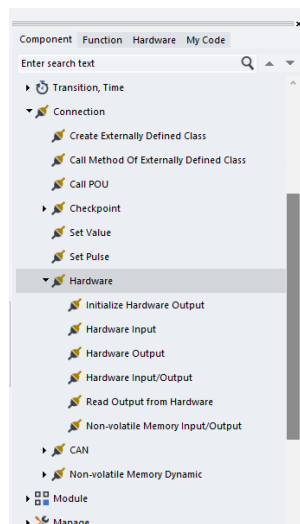 Component Function Hardware My Code
Enter search text
Transition, Time
Connection
Create Externally Defined Class
Call Method Of Externally Defined Class
Call POU
Checkpoint
Set Value
Set Pulse
Hardware
Initialize Hardware Output
Hardware Input
Hardware Output
Hardware Input/Output
Read Output from Hardware
Non-volatile Memory Input/Output
CAN
Non-volatile Memory Dynamic
Module
Manage